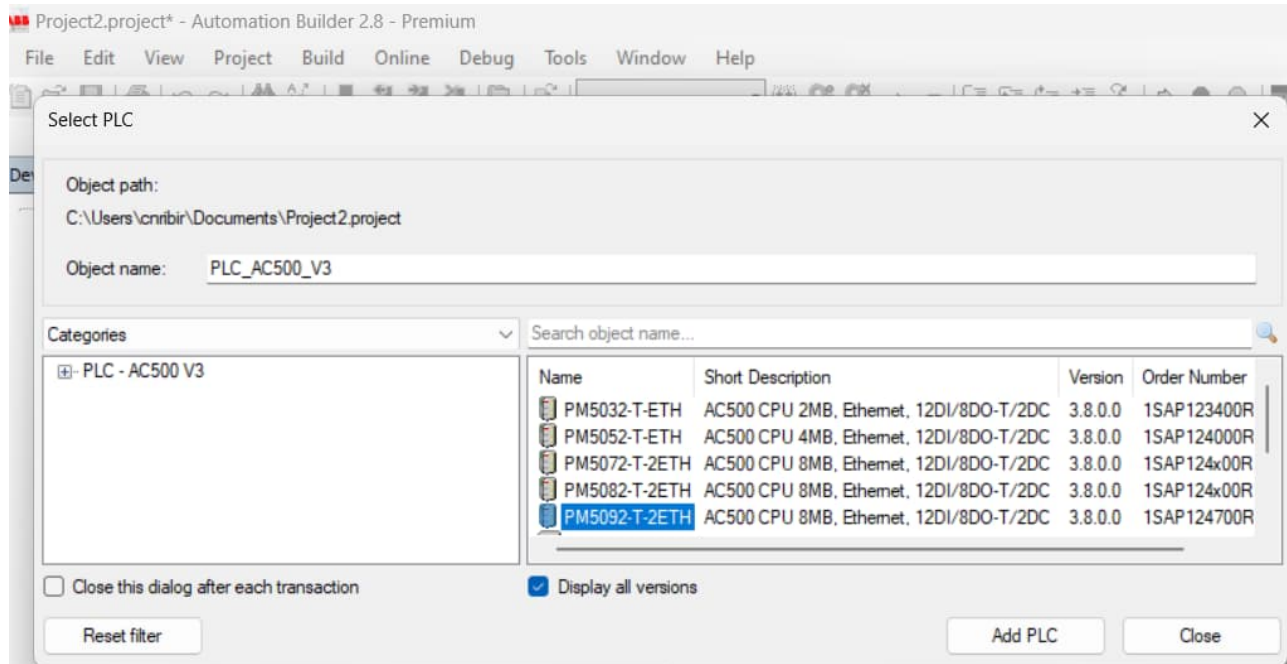 ABB Project2.project* - Automation Builder 2.8 - Premium
File Edit View Project Build Online Debug Tools Window Help
Select PLC
Dev
Object path:
C:\Users\cnribir\Documents\Project2.project
Object name: PLC_AC500_V3
Categories
Search object name...
PLC - AC500 V3
Name Short Description Version Order Number
PM5032-T-ETH AC500 CPU 2MB, Ethernet, 12DI/8DO-T/2DC 3.8.0.0 1SAP123400R
PM5052-T-ETH AC500 CPU 4MB, Ethernet, 12DI/8DO-T/2DC 3.8.0.0 1SAP124000R
PM5072-T-2ETH AC500 CPU 8MB, Ethernet, 12DI/8DO-T/2DC 3.8.0.0 1SAP124x00R
PM5082-T-2ETH AC500 CPU 8MB, Ethernet, 12DI/8DO-T/2DC 3.8.0.0 1SAP124x00R
PM5092-T-2ETH AC500 CPU 8MB, Ethernet, 12DI/8DO-T/2DC 3.8.0.0 1SAP124700R
Close this dialog after each transaction
Display all versions
Reset filter
Add PLC
Close